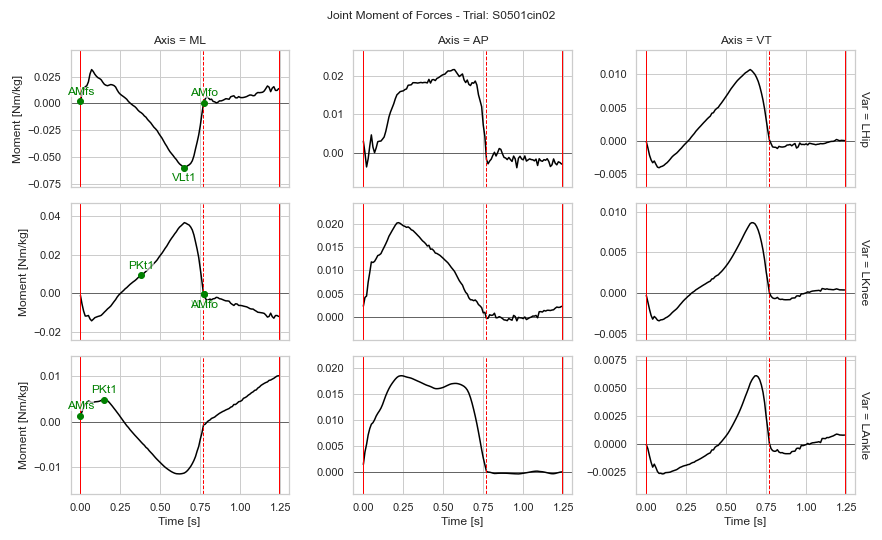 Joint Moment of Forces - Trial: S0501cin02
Axis = ML
Axis = AP
Axis = VT
Moment [Nm/kg]
0.025
0.000
−0.025
−0.050
−0.075
AMfs
AMfo
VLt1
0.02
0.01
0.00
0.010
0.005
0.000
−0.005
Var = LHip
Moment [Nm/kg]
0.04
0.02
0.00
−0.02
PKt1
AMfo
0.020
0.015
0.010
0.005
0.000
0.010
0.005
0.000
−0.005
Var = LKnee
Moment [Nm/kg]
0.01
0.00
−0.01
AMfs
PKt1
0.020
0.015
0.010
0.005
0.000
0.0075
0.0050
0.0025
0.0000
−0.0025
Var = LAnkle
0.00 0.25 0.50 0.75 1.00 1.25
0.00 0.25 0.50 0.75 1.00 1.25
0.00 0.25 0.50 0.75 1.00 1.25
Time [s]
Time [s]
Time [s]